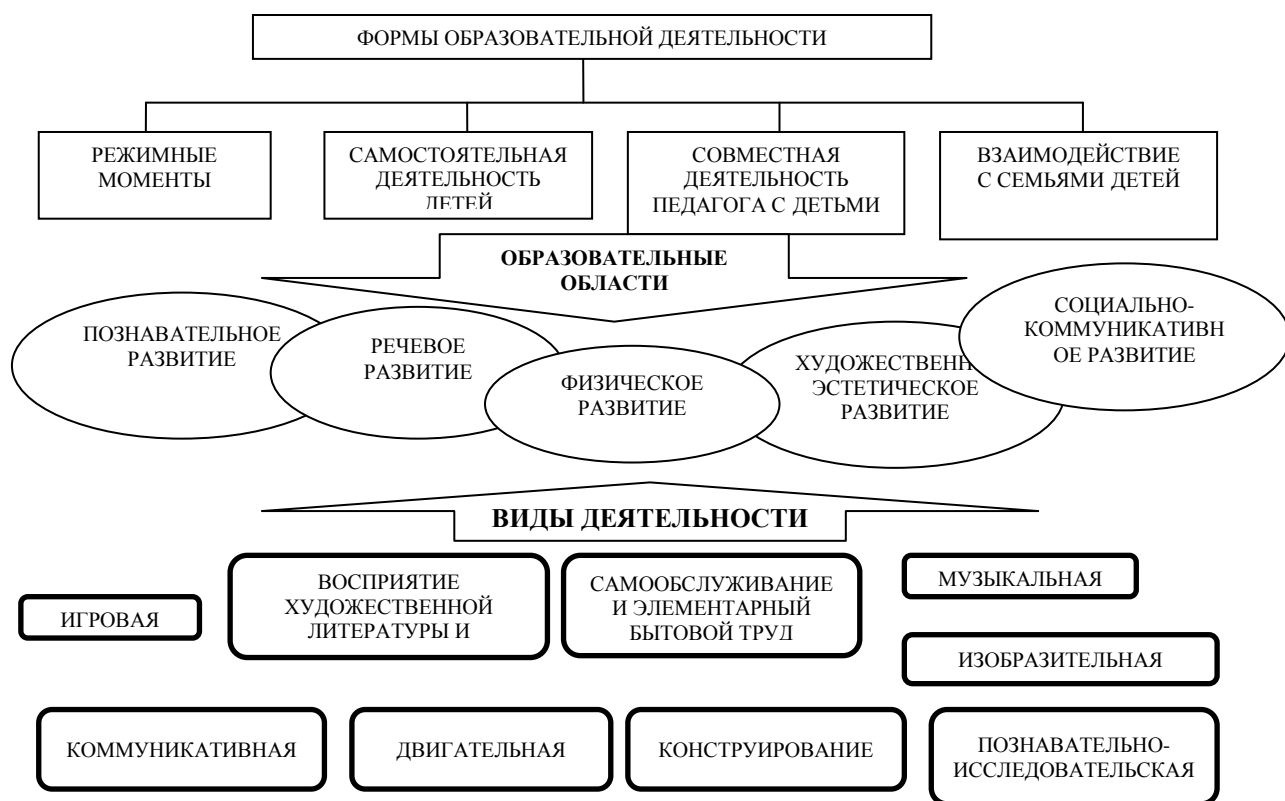 ФОРМЫ ОБРАЗОВАТЕЛЬНОЙ ДЕЯТЕЛЬНОСТИ
РЕЖИМНЫЕ
МОМЕНТЫ
САМОСТОЯТЕЛЬНАЯ
ДЕЯТЕЛЬНОСТЬ
ДЕТЕЙ
СОВМЕСТНАЯ
ДЕЯТЕЛЬНОСТЬ
ПЕДАГОГА С ДЕТЬМИ
ВЗАИМОДЕЙСТВИЕ
С СЕМЬЯМИ ДЕТЕЙ
ОБРАЗОВАТЕЛЬНЫЕ
ОБЛАСТИ
ПОЗНАВАТЕЛЬНОЕ
РАЗВИТИЕ
РЕЧЕВОЕ
РАЗВИТИЕ
ФИЗИЧЕСКОЕ
РАЗВИТИЕ
ХУДОЖЕСТВЕНН
ЭСТЕТИЧЕСКОЕ
РАЗВИТИЕ
СОЦИАЛЬНО-
КОММУНИКАТИВН
ОЕ РАЗВИТИЕ
ВИДЫ ДЕЯТЕЛЬНОСТИ
ИГРОВАЯ
ВОСПРИЯТИЕ
ХУДОЖЕСТВЕННОЙ
ЛИТЕРАТУРЫ И
САМООБСЛУЖИВАНИЕ
И ЭЛЕМЕНТАРНЫЙ
БЫТОВОЙ ТРУД
МУЗЫКАЛЬНАЯ
ИЗОБРАЗИТЕЛЬНАЯ
КОММУНИКАТИВНАЯ
ДВИГАТЕЛЬНАЯ
КОНСТРУИРОВАНИЕ
ПОЗНАВАТЕЛЬНО-
ИССЛЕДОВАТЕЛЬСКАЯ